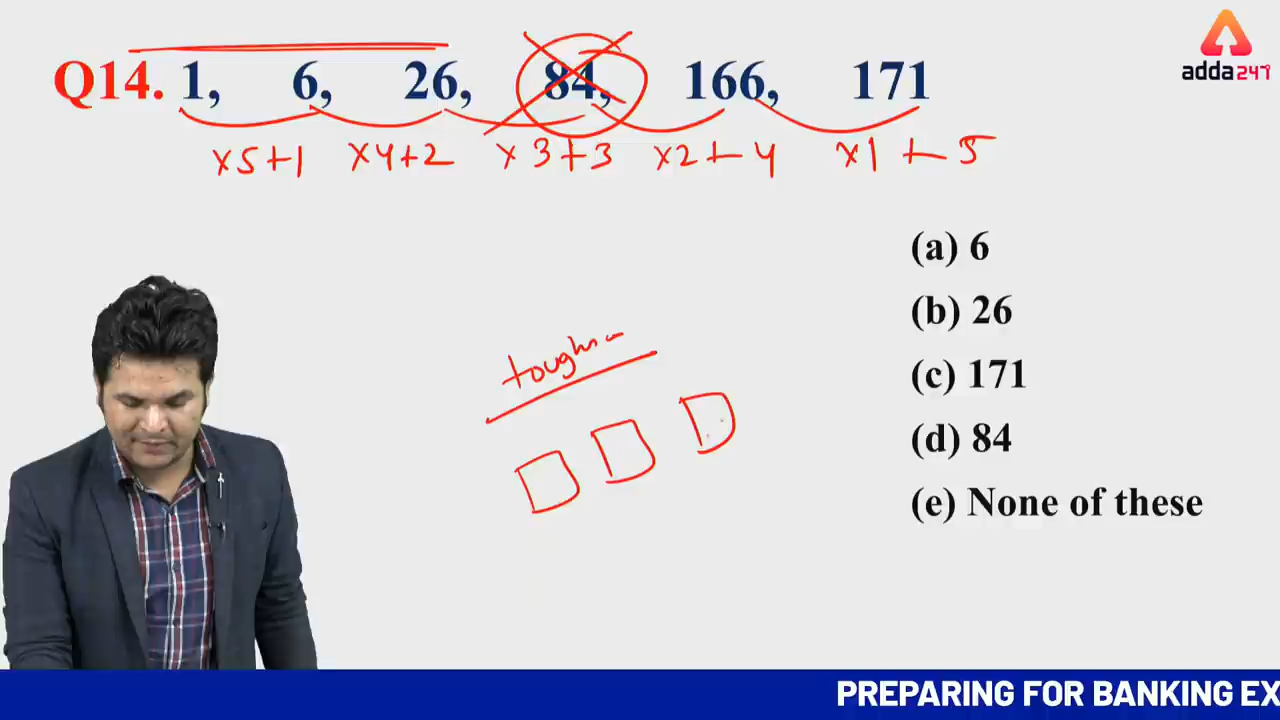 adda247
Q14. 1, 6, 26, 84, 166, 171
x5+1 x4+2 x3+3 x2+4 x1+5
(a) 6
(b) 26
(c) 171
(d) 84
(e) None of these
PREPARING FOR BANKING EX